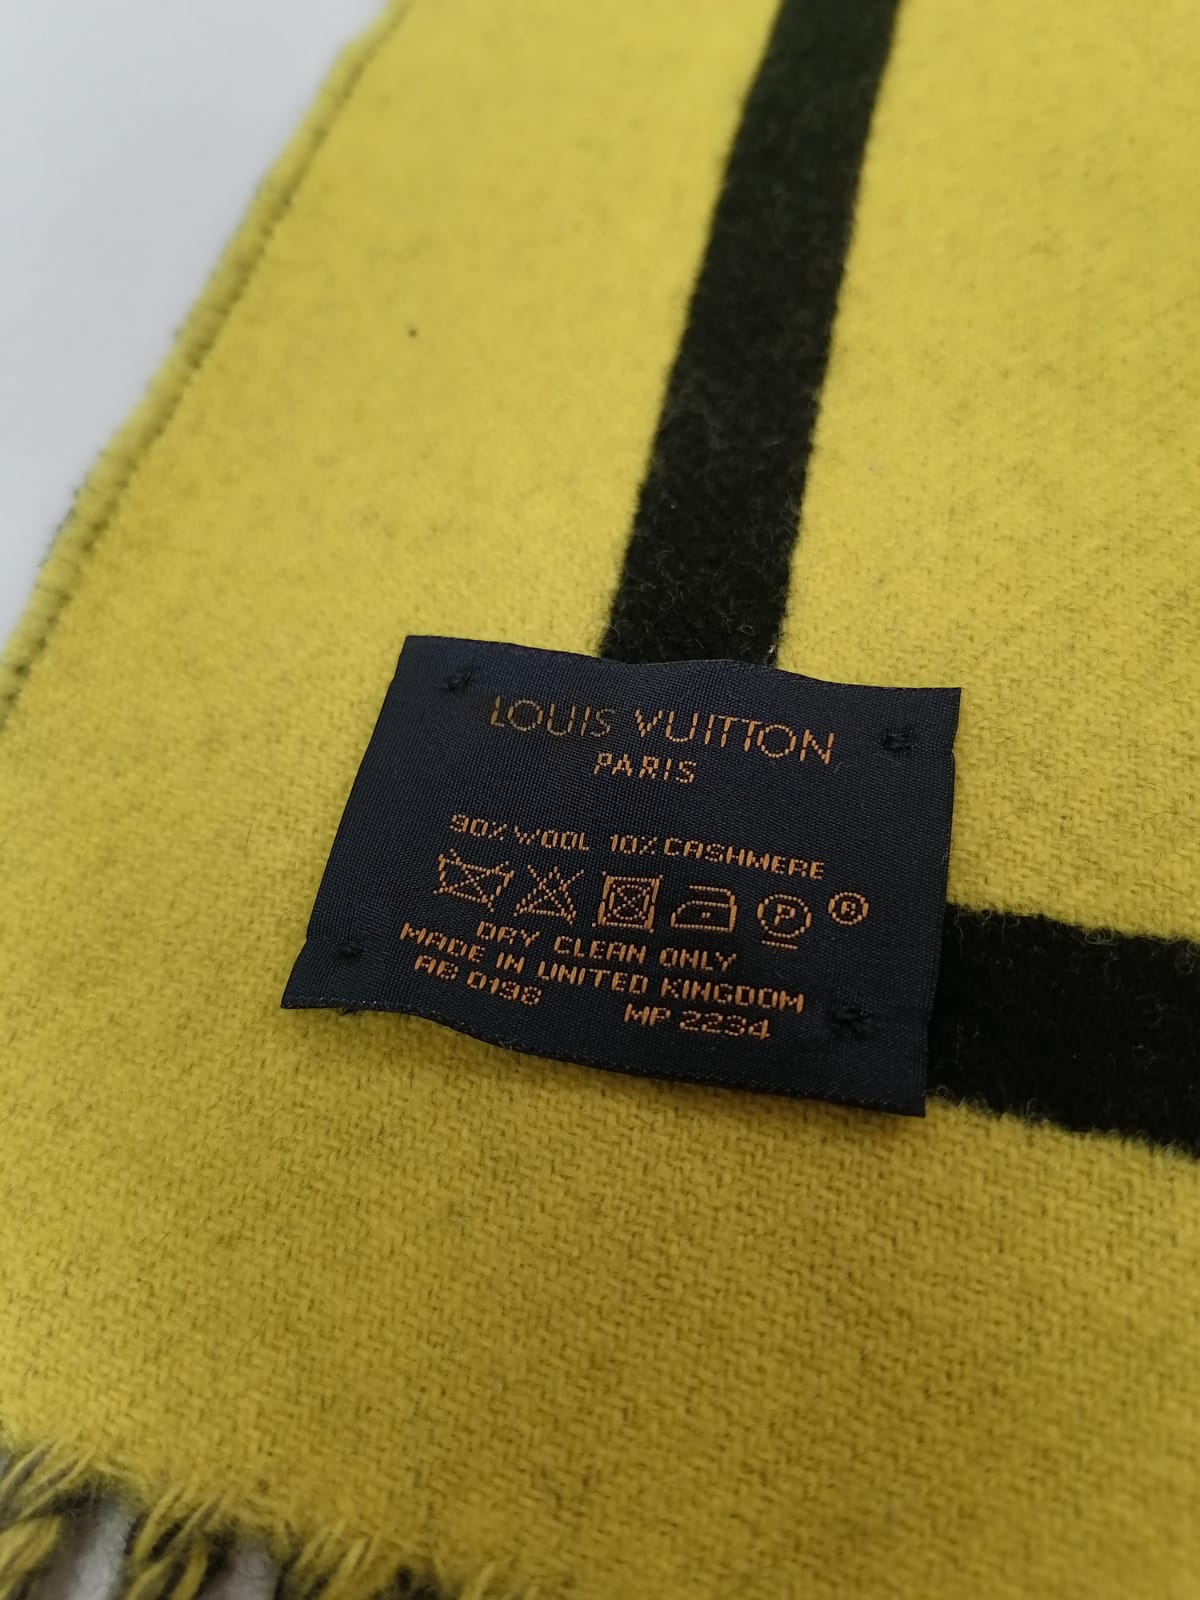 LOUIS VUITTON
PARIS
90% WOOL 10% CASHMERE
P ®
DRY CLEAN ONLY
MADE IN UNITED KINGDOM
AB 0198 MP 2234